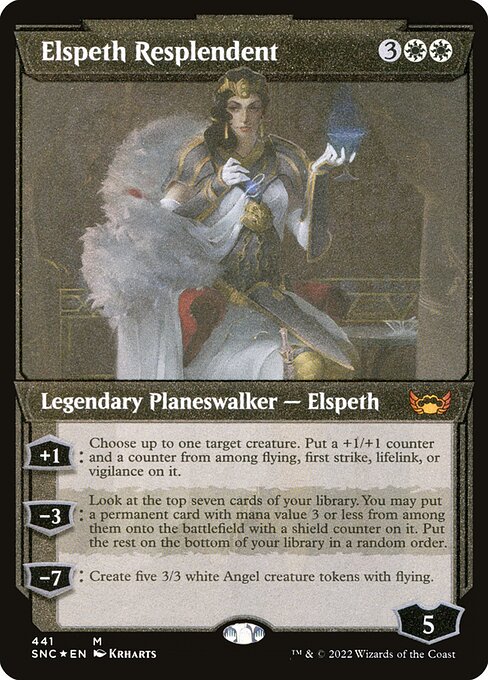 Elspeth Resplendent 3
Legendary Planeswalker — Elspeth
+1 : Choose up to one target creature. Put a +1/+1 counter
and a counter from among flying, first strike, lifelink, or
vigilance on it.
−3 : Look at the top seven cards of your library. You may put
a permanent card with mana value 3 or less from among
them onto the battlefield with a shield counter on it. Put
the rest on the bottom of your library in a random order.
−7 : Create five 3/3 white Angel creature tokens with flying.
5
441 M
SNC ★ EN Krharts
™ & © 2022 Wizards of the Coast